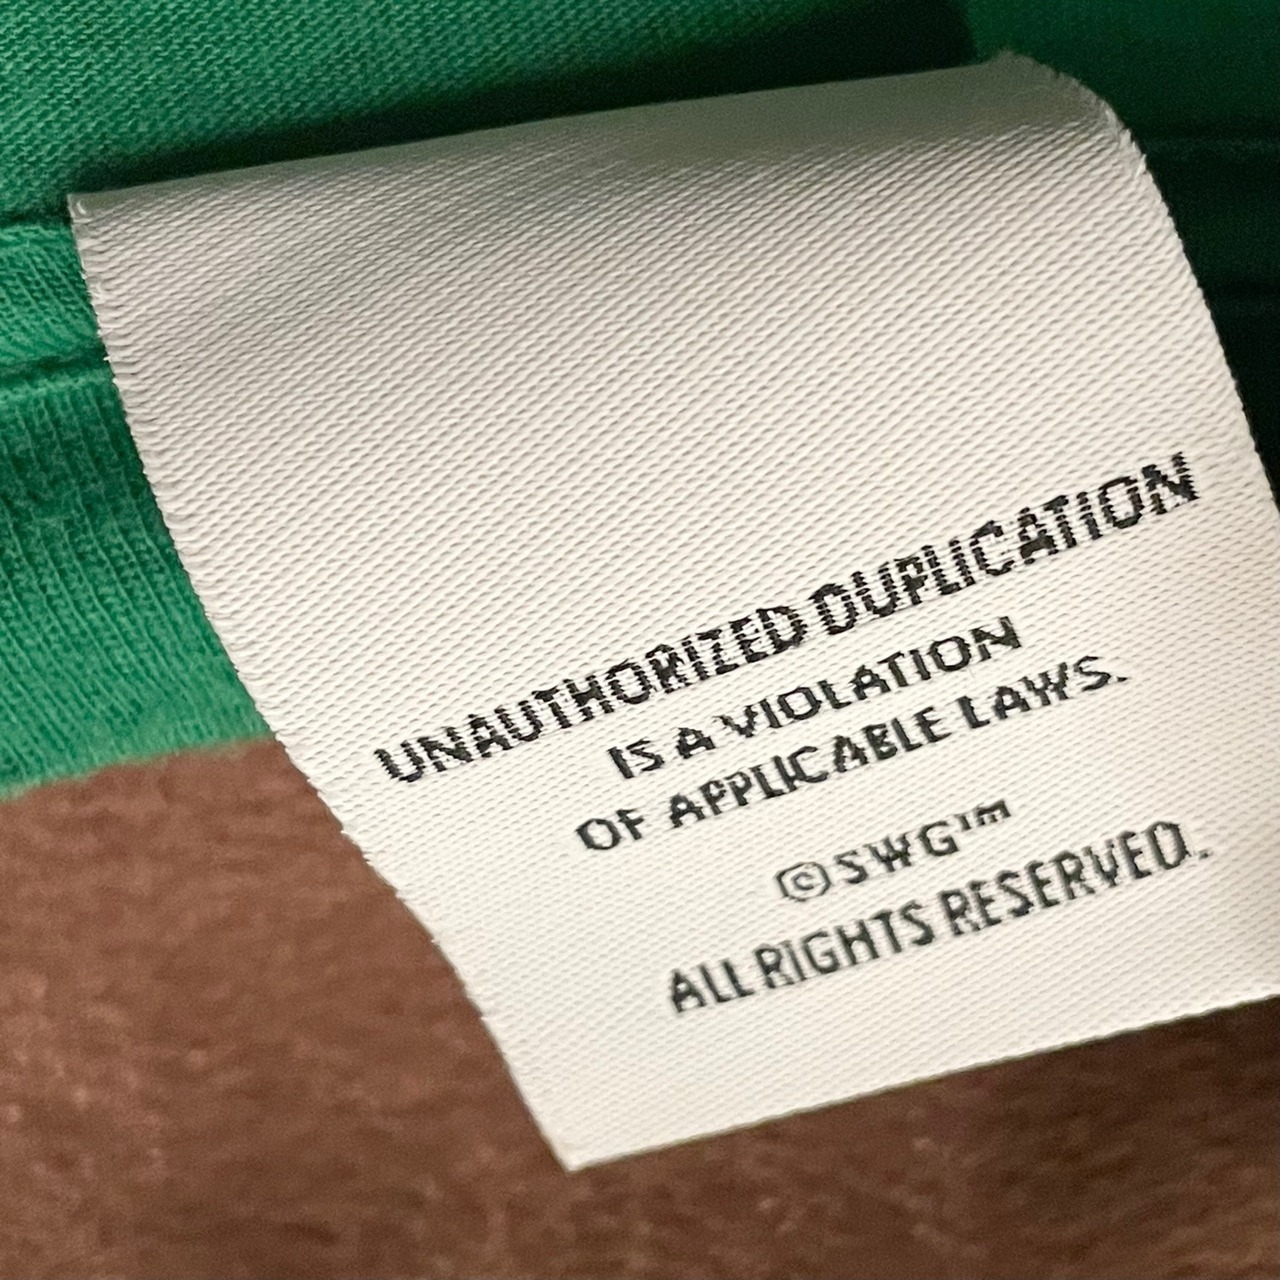 UNAUTHORIZED DUPLICATION
IS A VIOLATION
OF APPLICABLE LAWS.
©SWG™
ALL RIGHTS RESERVED.